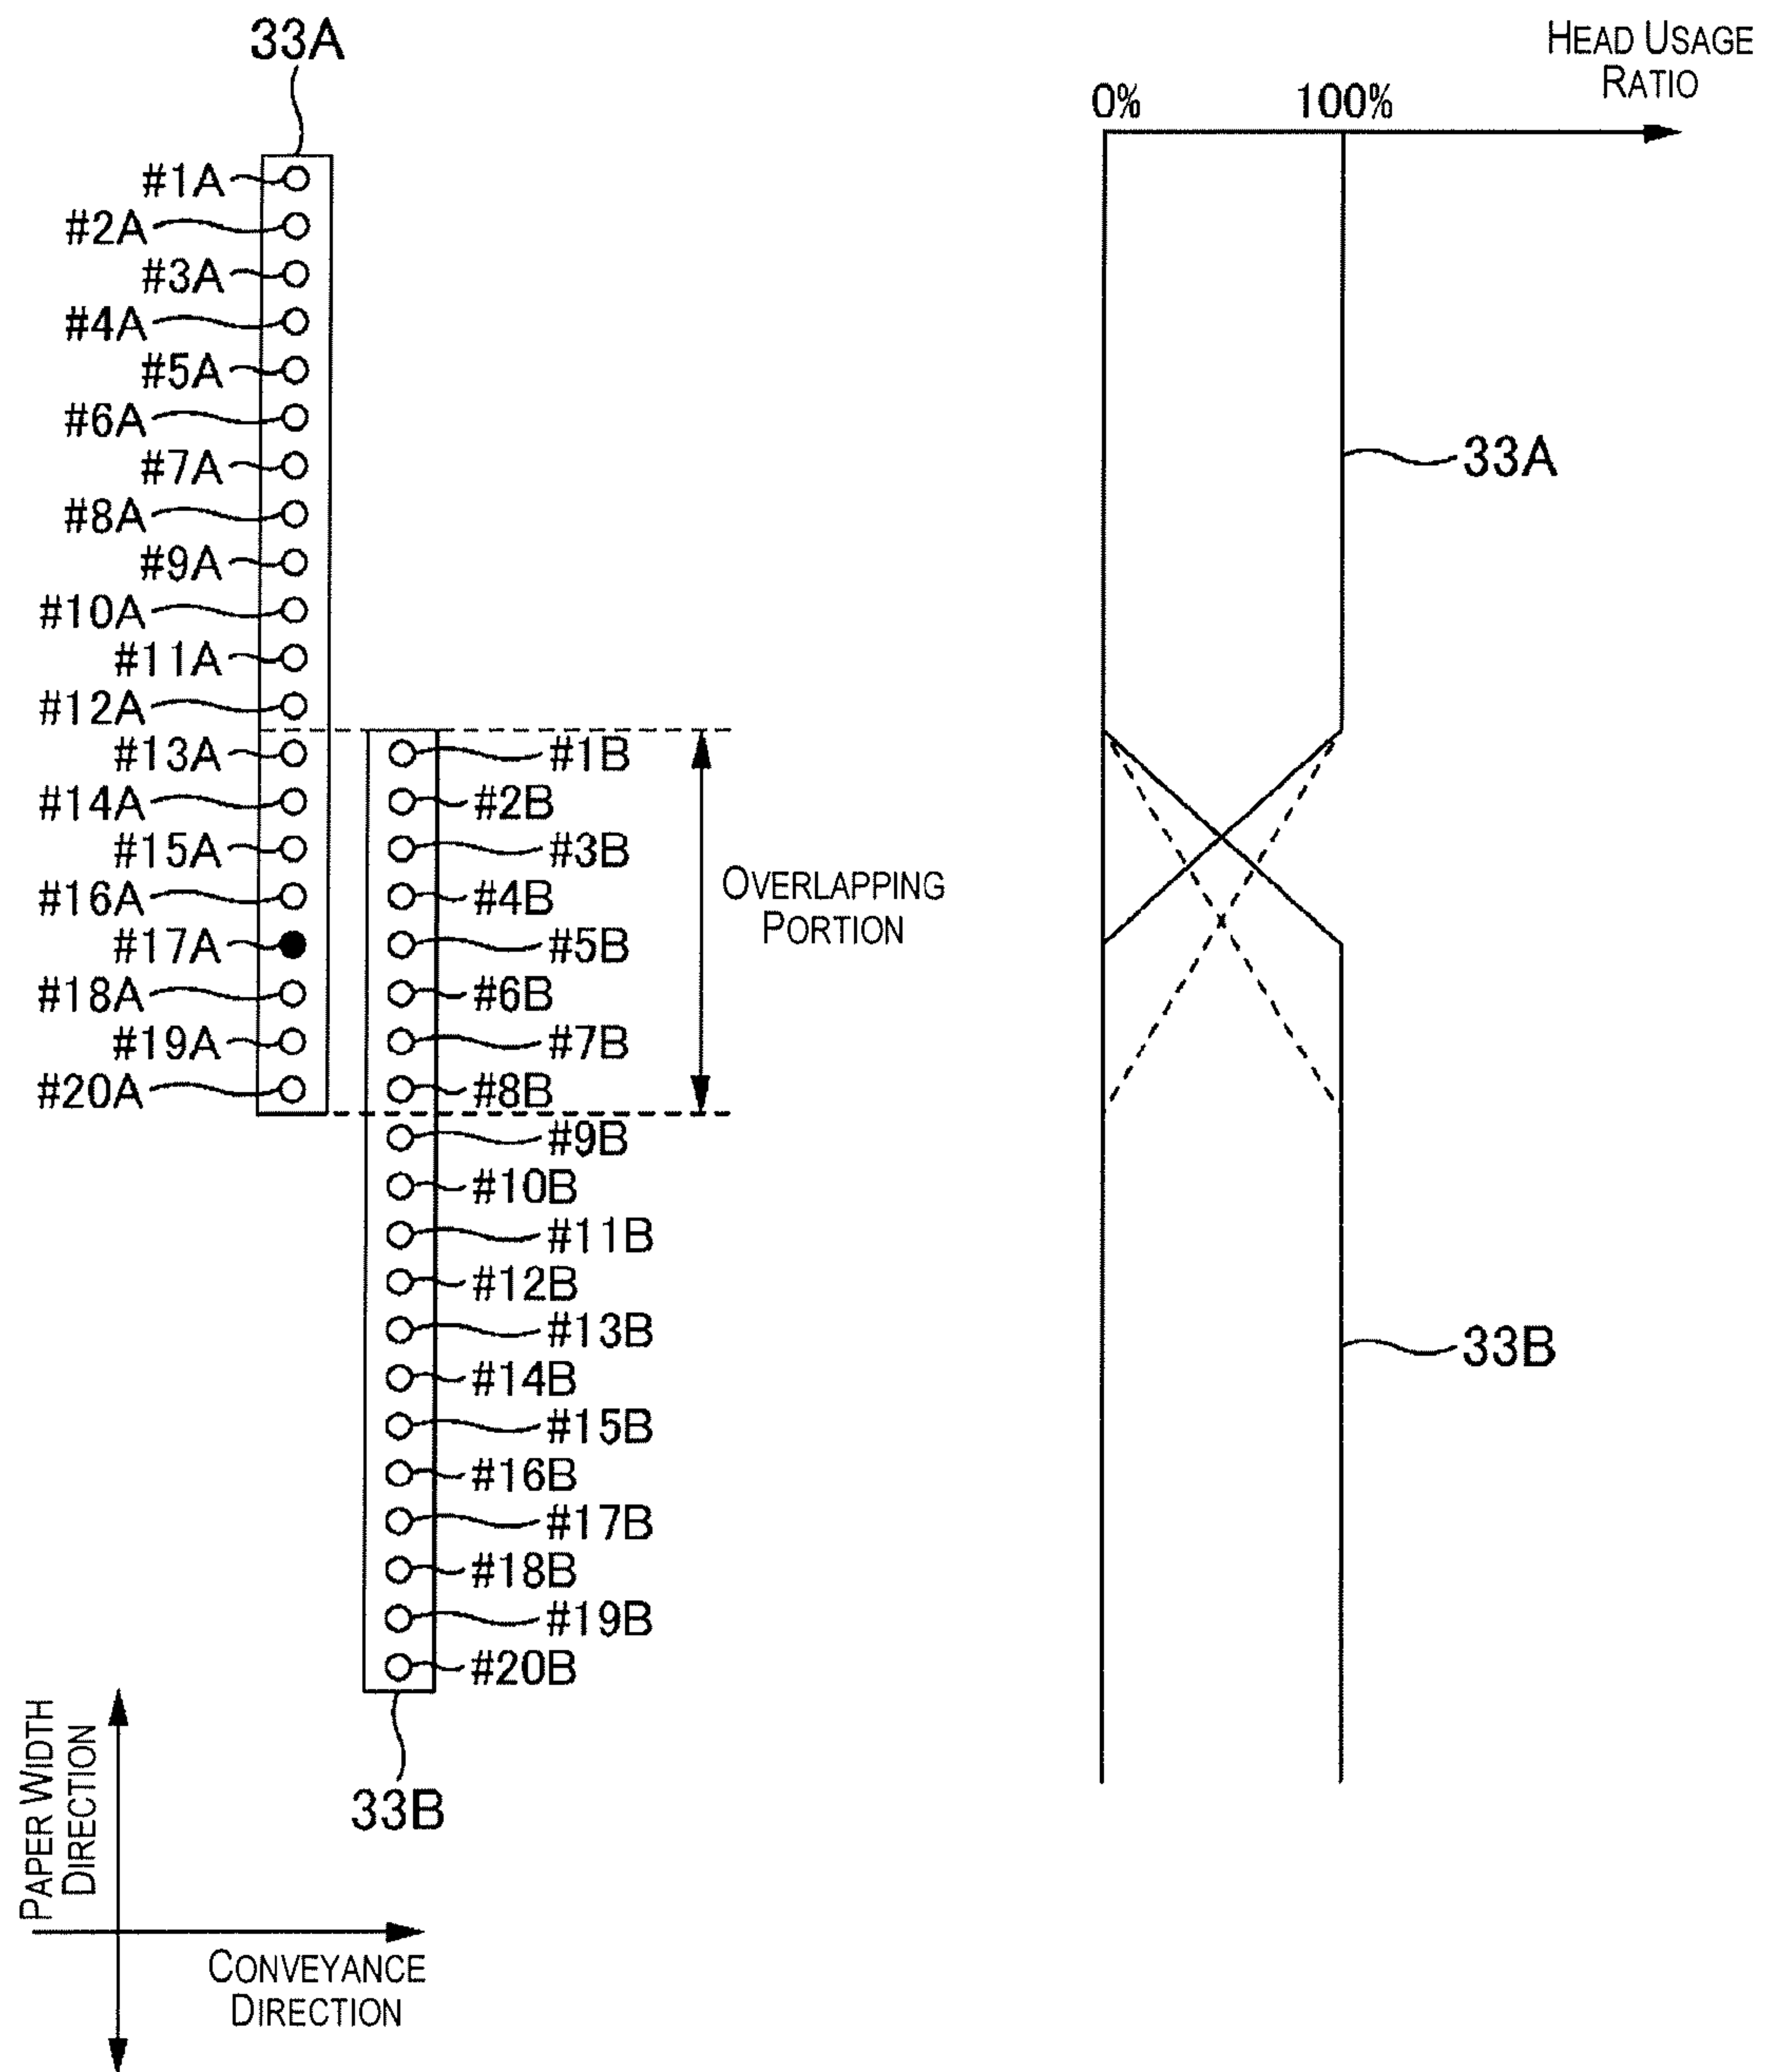 33A
HEAD USAGE
RATIO
0% 100%
#1A
#2A
#3A
#4A
#5A
#6A
#7A
#8A
#9A
#10A
#11A
#12A
#13A
#14A
#15A
#16A
#17A
#18A
#19A
#20A
#1B
#2B
#3B
#4B
#5B
#6B
#7B
#8B
#9B
#10B
#11B
#12B
#13B
#14B
#15B
#16B
#17B
#18B
#19B
#20B
33B
OVERLAPPING
PORTION
33A
33B
PAPER WIDTH
DIRECTION
CONVEYANCE
DIRECTION